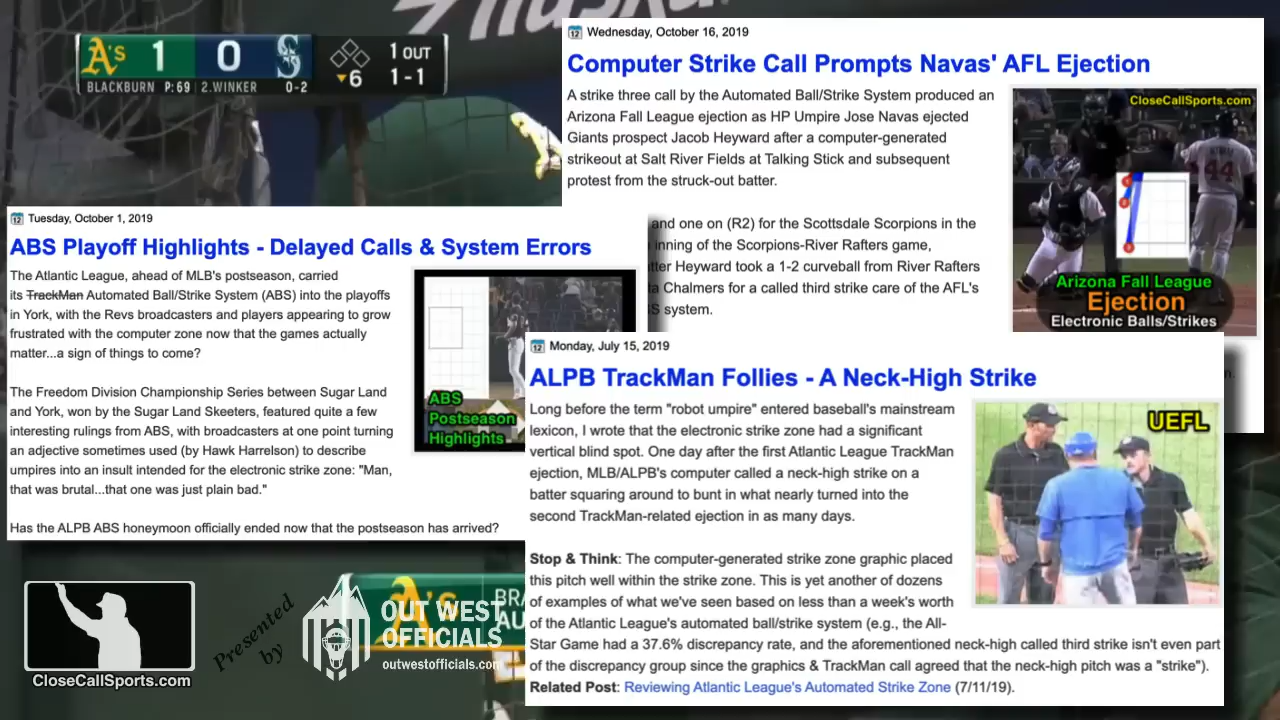 A's 1 0 S 6 1 OUT 1-1
BLACKBURN P:69 2.WINKER 0-2
Wednesday, October 16, 2019
Computer Strike Call Prompts Navas' AFL Ejection
A strike three call by the Automated Ball/Strike System produced an
Arizona Fall League ejection as HP Umpire Jose Navas ejected
Giants prospect Jacob Heyward after a computer-generated
strikeout at Salt River Fields at Talking Stick and subsequent
protest from the struck-out batter.
and one on (R2) for the Scottsdale Scorpions in the
inning of the Scorpions-River Rafters game,
tter Heyward took a 1-2 curveball from River Rafters
Chalmers for a called third strike care of the AFL's
S system.
CloseCallSports.com
44
Arizona Fall League
Ejection
Electronic Balls/Strikes
Tuesday, October 1, 2019
ABS Playoff Highlights - Delayed Calls & System Errors
The Atlantic League, ahead of MLB's postseason, carried
its TrackMan Automated Ball/Strike System (ABS) into the playoffs
in York, with the Revs broadcasters and players appearing to grow
frustrated with the computer zone now that the games actually
matter...a sign of things to come?
The Freedom Division Championship Series between Sugar Land
and York, won by the Sugar Land Skeeters, featured quite a few
interesting rulings from ABS, with broadcasters at one point turning
an adjective sometimes used (by Hawk Harrelson) to describe
umpires into an insult intended for the electronic strike zone: "Man,
that was brutal...that one was just plain bad."
Has the ALPB ABS honeymoon officially ended now that the postseason has arrived?
ABS
Postseason
Highlights
Monday, July 15, 2019
ALPB TrackMan Follies - A Neck-High Strike
Long before the term "robot umpire" entered baseball's mainstream
lexicon, I wrote that the electronic strike zone had a significant
vertical blind spot. One day after the first Atlantic League TrackMan
ejection, MLB/ALPB's computer called a neck-high strike on a
batter squaring around to bunt in what nearly turned into the
second TrackMan-related ejection in as many days.
Stop & Think: The computer-generated strike zone graphic placed
this pitch well within the strike zone. This is yet another of dozens
of examples of what we've seen based on less than a week's worth
of the Atlantic League's automated ball/strike system (e.g., the All-
Star Game had a 37.6% discrepancy rate, and the aforementioned neck-high called third strike isn't even part
of the discrepancy group since the graphics & TrackMan call agreed that the neck-high pitch was a "strike").
Related Post: Reviewing Atlantic League's Automated Strike Zone (7/11/19).
UEFL
CloseCallSports.com
Presented
by
OUT WEST
OFFICIALS
outwestofficials.com
A's
BRA
AU